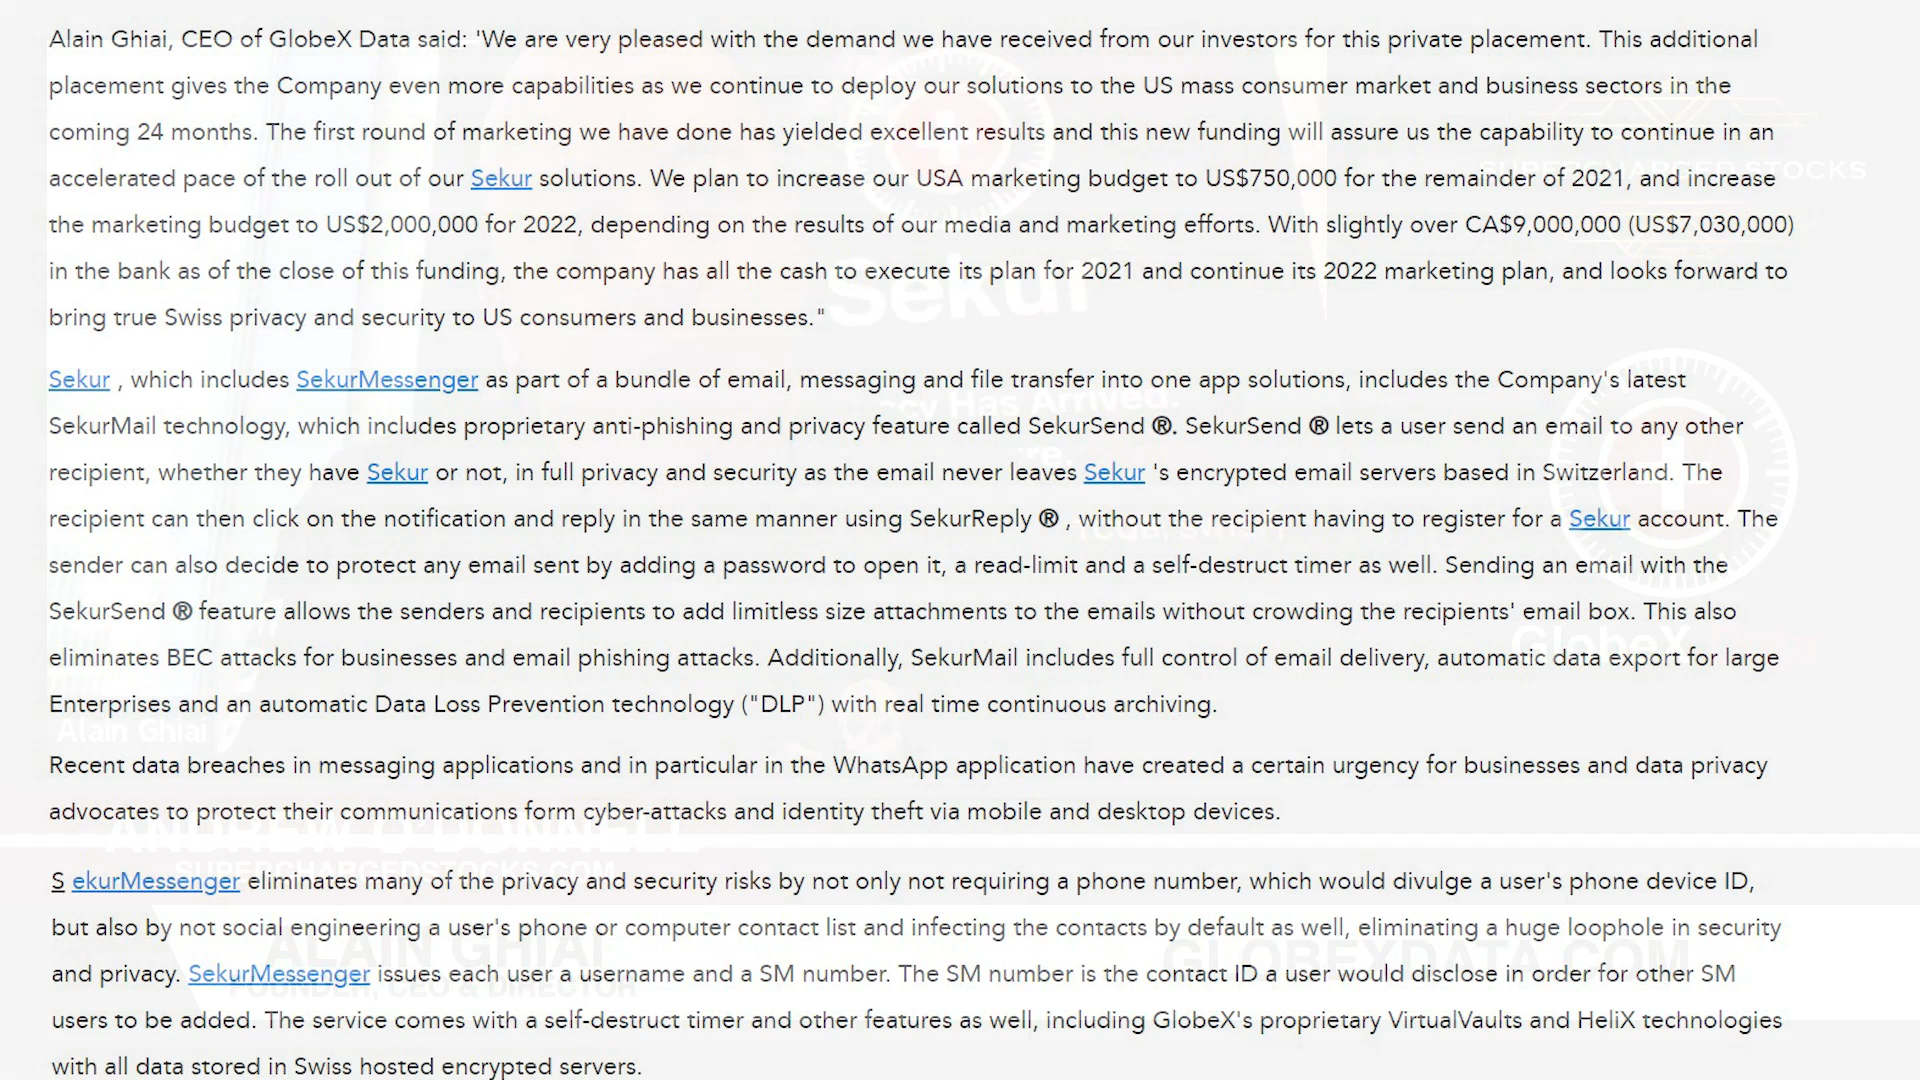 Alain Ghiai, CEO of GlobeX Data said: 'We are very pleased with the demand we have received from our investors for this private placement. This additional
placement gives the Company even more capabilities as we continue to deploy our solutions to the US mass consumer market and business sectors in the
coming 24 months. The first round of marketing we have done has yielded excellent results and this new funding will assure us the capability to continue in an
accelerated pace of the roll out of our Sekur solutions. We plan to increase our USA marketing budget to US$750,000 for the remainder of 2021, and increase
the marketing budget to US$2,000,000 for 2022, depending on the results of our media and marketing efforts. With slightly over CA$9,000,000 (US$7,030,000)
in the bank as of the close of this funding, the company has all the cash to execute its plan for 2021 and continue its 2022 marketing plan, and looks forward to
bring true Swiss privacy and security to US consumers and businesses."
Sekur , which includes SekurMessenger as part of a bundle of email, messaging and file transfer into one app solutions, includes the Company's latest
SekurMail technology, which includes proprietary anti-phishing and privacy feature called SekurSend ®. SekurSend ® lets a user send an email to any other
recipient, whether they have Sekur or not, in full privacy and security as the email never leaves Sekur 's encrypted email servers based in Switzerland. The
recipient can then click on the notification and reply in the same manner using SekurReply ® , without the recipient having to register for a Sekur account. The
sender can also decide to protect any email sent by adding a password to open it, a read-limit and a self-destruct timer as well. Sending an email with the
SekurSend ® feature allows the senders and recipients to add limitless size attachments to the emails without crowding the recipients' email box. This also
eliminates BEC attacks for businesses and email phishing attacks. Additionally, SekurMail includes full control of email delivery, automatic data export for large
Enterprises and an automatic Data Loss Prevention technology ("DLP") with real time continuous archiving.
Recent data breaches in messaging applications and in particular in the WhatsApp application have created a certain urgency for businesses and data privacy
advocates to protect their communications form cyber-attacks and identity theft via mobile and desktop devices.
S ekurMessenger eliminates many of the privacy and security risks by not only not requiring a phone number, which would divulge a user's phone device ID,
but also by not social engineering a user's phone or computer contact list and infecting the contacts by default as well, eliminating a huge loophole in security
and privacy. SekurMessenger issues each user a username and a SM number. The SM number is the contact ID a user would disclose in order for other SM
users to be added. The service comes with a self-destruct timer and other features as well, including GlobeX's proprietary VirtualVaults and HeliX technologies
with all data stored in Swiss hosted encrypted servers.
SUPERCHARGED STOCKS
Sekur
Has Arrived.
GlobeX
Alain Ghiai
ANDREW O'DONNELL
SUPERCHARGEDSTOCKS.COM
ALAIN GHIAI
FOUNDER, CEO & DIRECTOR
GLOBEXDATA.COM